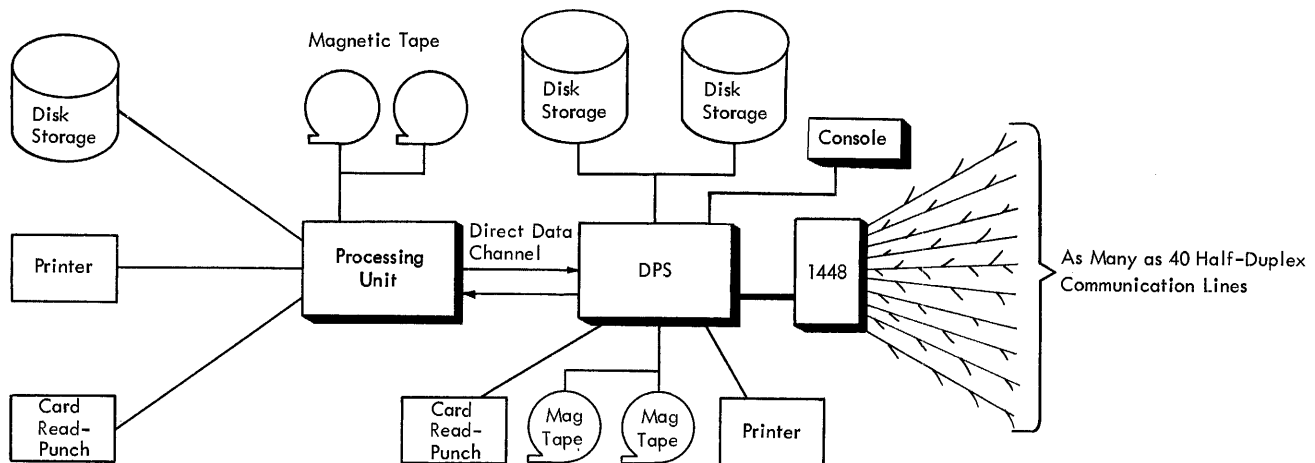 Magnetic Tape
Disk
Storage
Disk
Storage
Disk
Storage
Console
Printer
Processing
Unit
Direct Data
Channel
DPS
1448
As Many as 40 Half-Duplex
Communication Lines
Card
Read-
Punch
Card
Read-
Punch
Mag
Tape
Mag
Tape
Printer